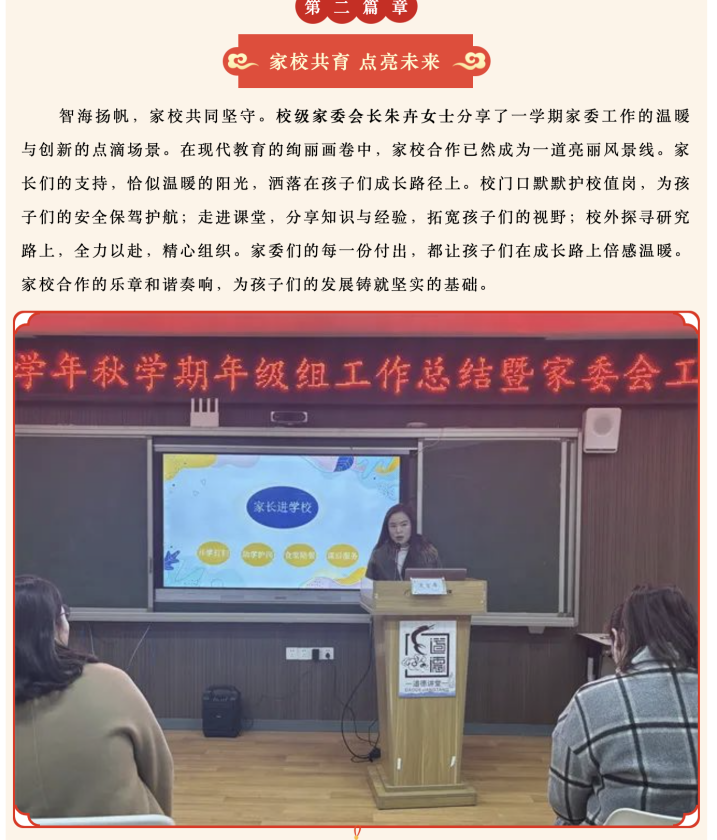 第二篇章
家校共育 点亮未来
智海扬帆，家校共同坚守。校级家委会长朱卉女士分享了一学期家委工作的温暖
与创新的点滴场景。在现代教育的绚丽画卷中，家校合作已然成为一道亮丽风景线。家
长们的支持，恰似温暖的阳光，洒落在孩子们成长路径上。校门口默默护校值岗，为孩
子们的安全保驾护航；走进课堂，分享知识与经验，拓宽孩子们的视野；校外探寻研究
路上，全力以赴，精心组织。家委们的每一份付出，都让孩子们在成长路上倍感温暖。
家校合作的乐章和谐奏响，为孩子们的发展铸就坚实的基础。
学年秋学期年级组工作总结暨家委会工
家长进学校
道德讲堂